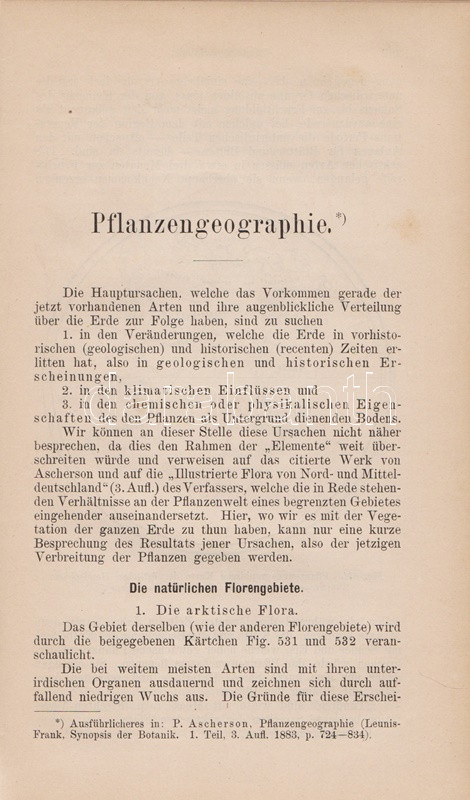 Pflanzengeographie.*)
Die Hauptursachen, welche das Vorkommen gerade der
jetzt vorhandenen Arten und ihre augenblickliche Verteilung
über die Erde zur Folge haben, sind zu suchen
1. in den Veränderungen, welche die Erde in vorhisto-
rischen (geologischen) und historischen (recenten) Zeiten er-
litten hat, also in geologischen und historischen Er-
scheinungen,
2. in den klimatischen Einflüssen und
3. in den chemischen oder physikalischen Eigen-
schaften des den Pflanzen als Untergrund dienenden Bodens.
Wir können an dieser Stelle diese Ursachen nicht näher
besprechen, da dies den Rahmen der „Elemente“ weit über-
schreiten würde und verweisen auf das citierte Werk von
Ascherson und auf die „Illustrierte Flora von Nord- und Mittel-
deutschland“ (3. Aufl.) des Verfassers, welche die in Rede stehen-
den Verhältnisse an der Pflanzenwelt eines begrenzten Gebietes
eingehender auseinandersetzt. Hier, wo wir es mit der Vege-
tation der ganzen Erde zu thun haben, kann nur eine kurze
Besprechung des Resultats jener Ursachen, also der jetzigen
Verbreitung der Pflanzen gegeben werden.
Die natürlichen Florengebiete.
1. Die arktische Flora.
Das Gebiet derselben (wie der anderen Florengebiete) wird
durch die beigegebenen Kärtchen Fig. 531 und 532 veran-
schaulicht.
Die bei weitem meisten Arten sind mit ihren unter-
irdischen Organen ausdauernd und zeichnen sich durch auf-
fallend niedrigen Wuchs aus. Die Gründe für diese Erschei-
*) Ausführlicheres in: P. Ascherson, Pflanzengeographie (Leunis-
Frank, Synopsis der Botanik. 1. Teil, 3. Aufl. 1883, p. 724—834).